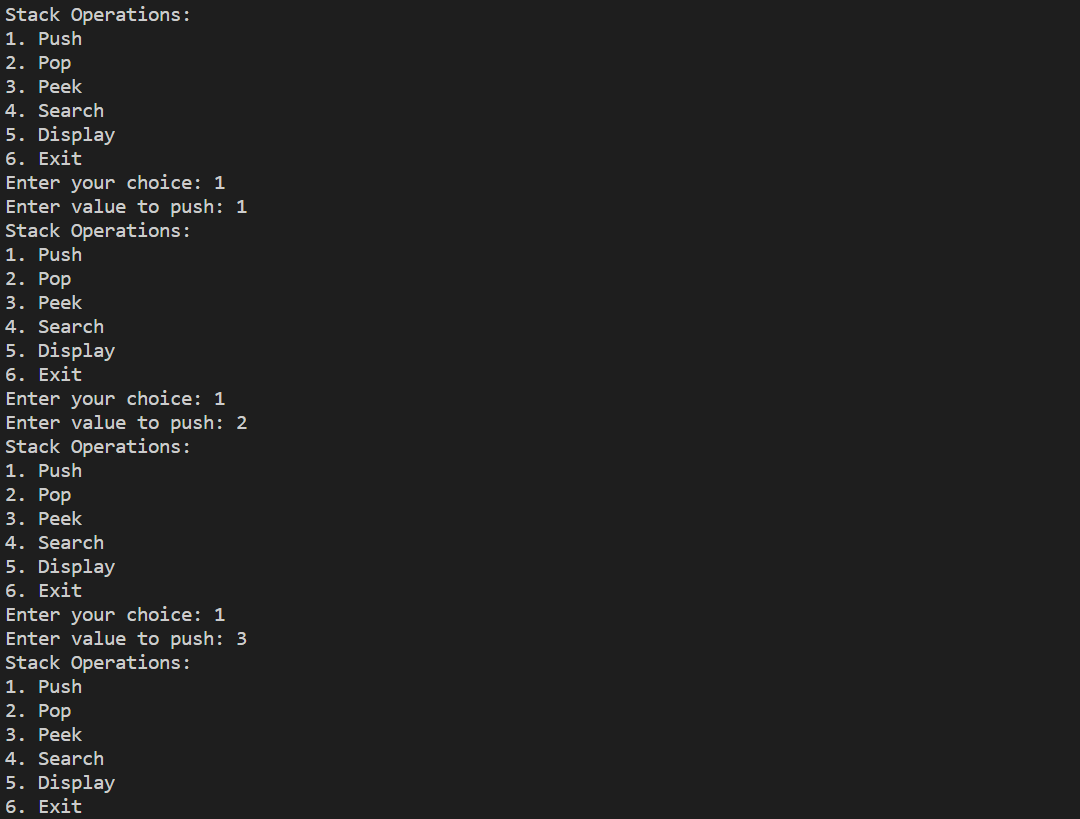 Stack Operations:
1. Push
2. Pop
3. Peek
4. Search
5. Display
6. Exit
Enter your choice: 1
Enter value to push: 1
Stack Operations:
1. Push
2. Pop
3. Peek
4. Search
5. Display
6. Exit
Enter your choice: 1
Enter value to push: 2
Stack Operations:
1. Push
2. Pop
3. Peek
4. Search
5. Display
6. Exit
Enter your choice: 1
Enter value to push: 3
Stack Operations:
1. Push
2. Pop
3. Peek
4. Search
5. Display
6. Exit